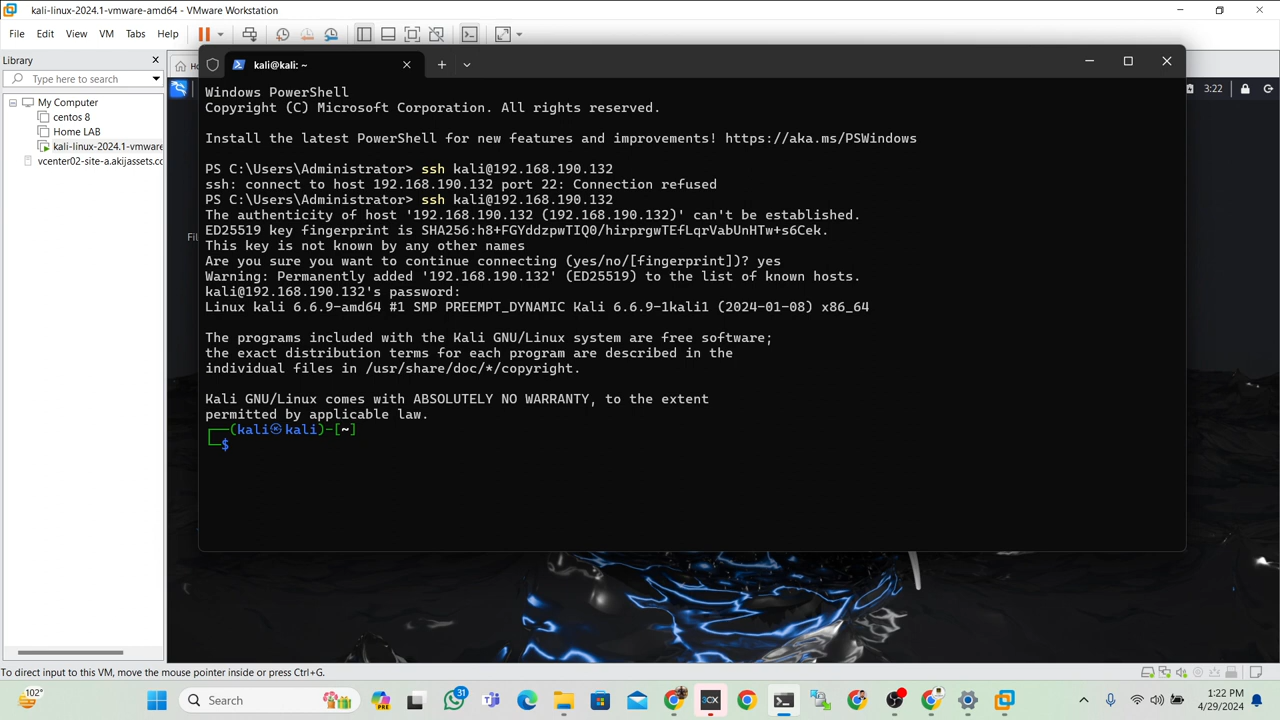 kali-linux-2024.1-vmware-amd64 - VMware Workstation
File Edit View VM Tabs Help
Library
Type here to search
My Computer
centos 8
Home LAB
kali-linux-2024.1-vmware
vcenter02-site-a.akijassets.co
kali@kali: ~
3:22
Windows PowerShell
Copyright (C) Microsoft Corporation. All rights reserved.
Install the latest PowerShell for new features and improvements! https://aka.ms/PSWindows
PS C:\Users\Administrator> ssh kali@192.168.190.132
ssh: connect to host 192.168.190.132 port 22: Connection refused
PS C:\Users\Administrator> ssh kali@192.168.190.132
The authenticity of host '192.168.190.132 (192.168.190.132)' can't be established.
ED25519 key fingerprint is SHA256:h8+FGYddzpwTIQ0/hirprgwTEfLqrVabUnHTw+s6Cek.
This key is not known by any other names
Are you sure you want to continue connecting (yes/no/[fingerprint])? yes
Warning: Permanently added '192.168.190.132' (ED25519) to the list of known hosts.
kali@192.168.190.132's password:
Linux kali 6.6.9-amd64 #1 SMP PREEMPT_DYNAMIC Kali 6.6.9-1kali1 (2024-01-08) x86_64
The programs included with the Kali GNU/Linux system are free software;
the exact distribution terms for each program are described in the
individual files in /usr/share/doc/*/copyright.
Kali GNU/Linux comes with ABSOLUTELY NO WARRANTY, to the extent
permitted by applicable law.
┌──(kali㉿kali)-[~]
└─$
To direct input to this VM, move the mouse pointer inside or press Ctrl+G.
102°
Search
PRE
31
3CX
1:22 PM
4/29/2024